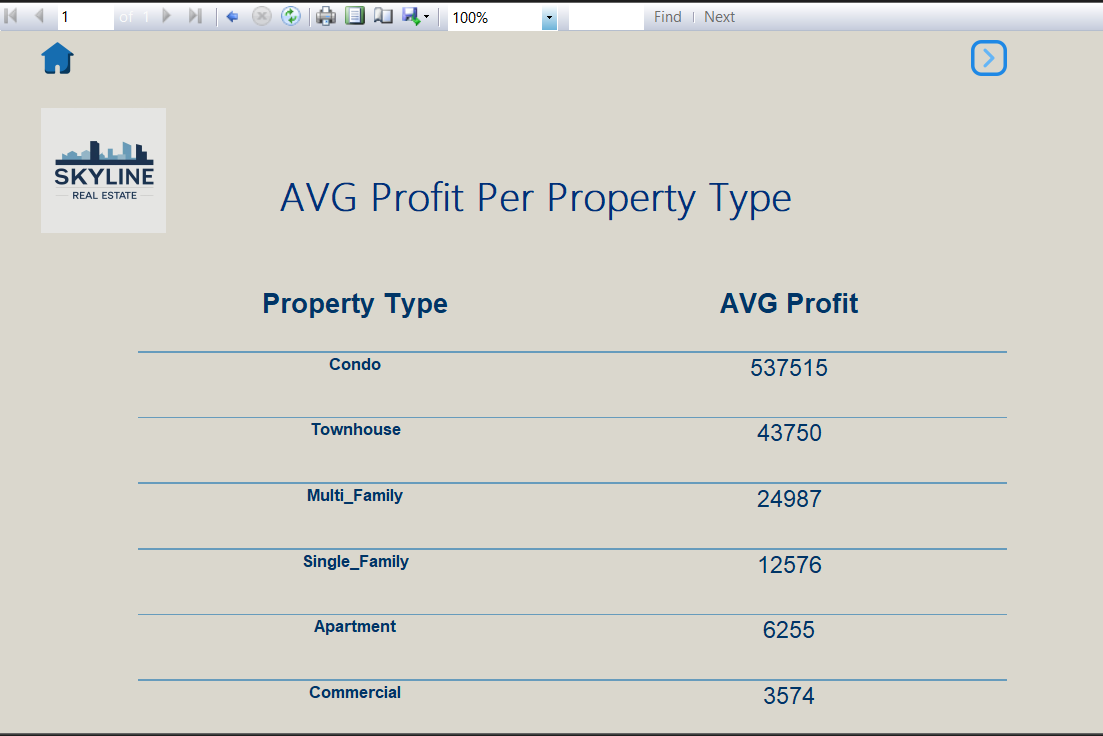 1 of 1 100% Find Next
SKYLINE
REAL ESTATE
AVG Profit Per Property Type
Property Type AVG Profit
Condo 537515
Townhouse 43750
Multi_Family 24987
Single_Family 12576
Apartment 6255
Commercial 3574